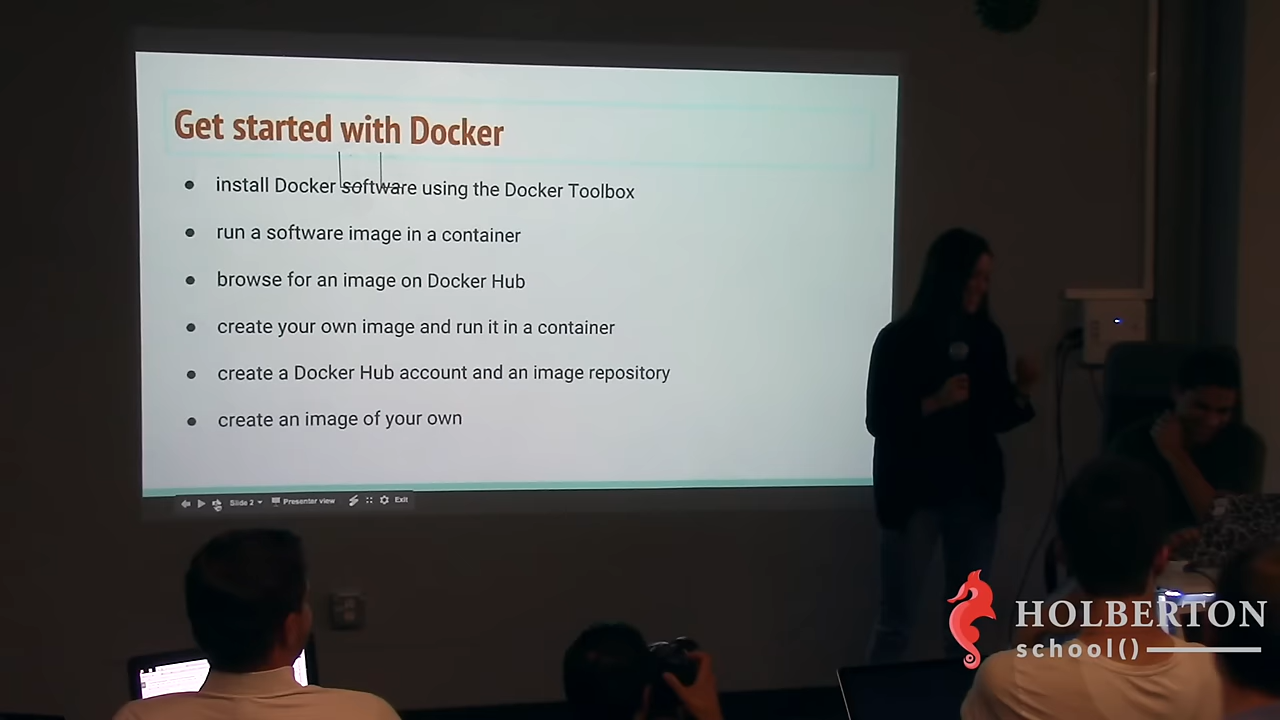 Get started with Docker
● install Docker software using the Docker Toolbox
● run a software image in a container
● browse for an image on Docker Hub
● create your own image and run it in a container
● create a Docker Hub account and an image repository
● create an image of your own
Slide 2 Presenter view Exit
HOLBERTON
school()